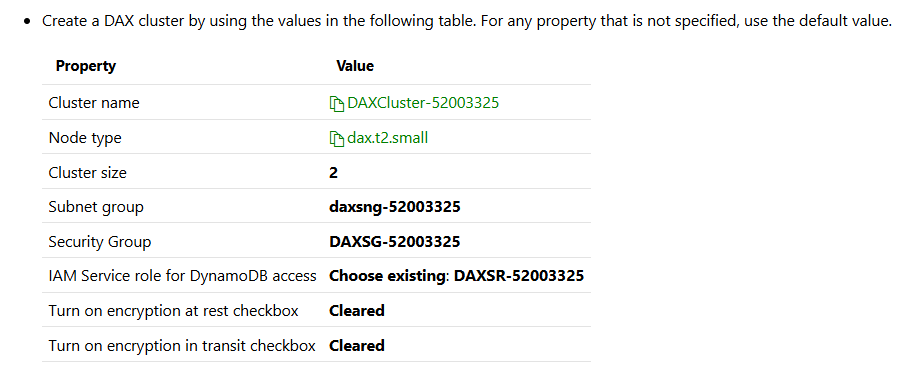 • Create a DAX cluster by using the values in the following table. For any property that is not specified, use the default value.
Property Value
Cluster name DAXCluster-52003325
Node type dax.t2.small
Cluster size 2
Subnet group daxsng-52003325
Security Group DAXSG-52003325
IAM Service role for DynamoDB access Choose existing: DAXSR-52003325
Turn on encryption at rest checkbox Cleared
Turn on encryption in transit checkbox Cleared